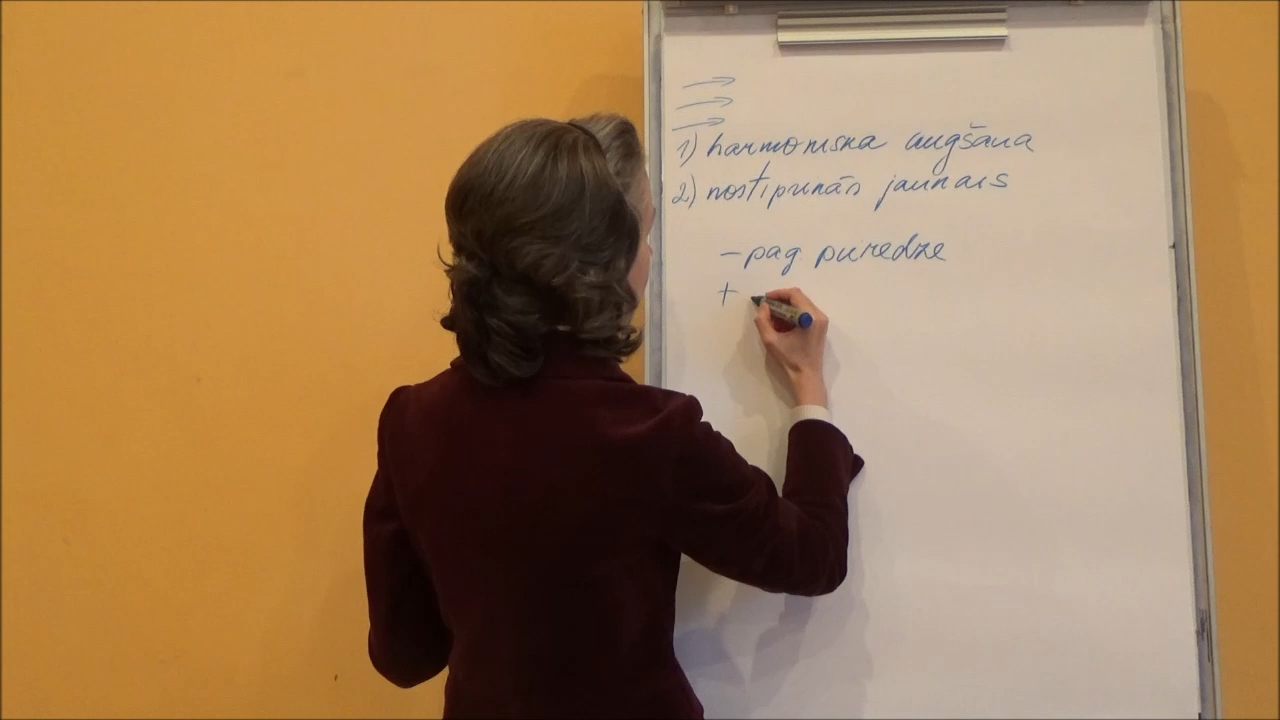 →
→
→
1) harmoniska augšana
2) nostiprinās jaunais
- pag pieredze
+